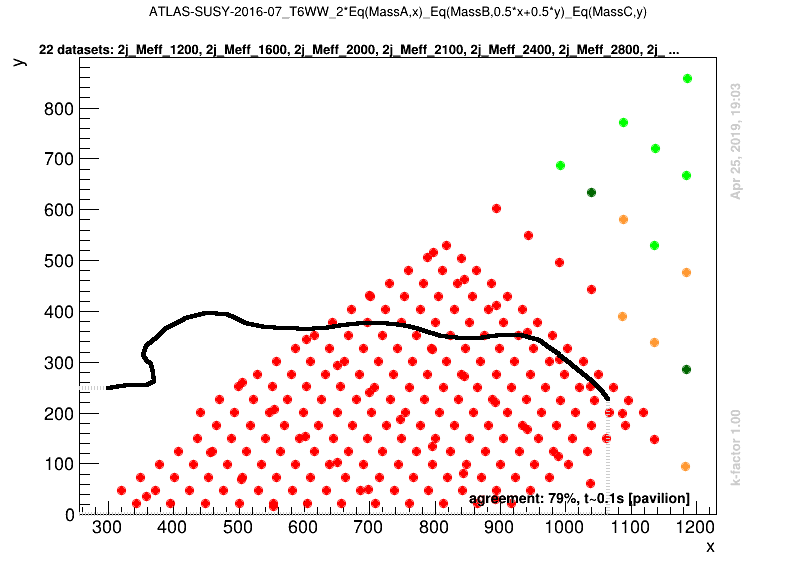 ATLAS-SUSY-2016-07_T6WW_2*Eq(MassA,x)_Eq(MassB,0.5*x+0.5*y)_Eq(MassC,y)
22 datasets: 2j_Meff_1200, 2j_Meff_1600, 2j_Meff_2000, 2j_Meff_2100, 2j_Meff_2400, 2j_Meff_2800, 2j_ ...
y
800
700
600
500
400
300
200
100
0
300 400 500 600 700 800 900 1000 1100 1200
x
agreement: 79%, t~0.1s [pavilion]
Apr 25, 2019, 19:03
k-factor 1.00